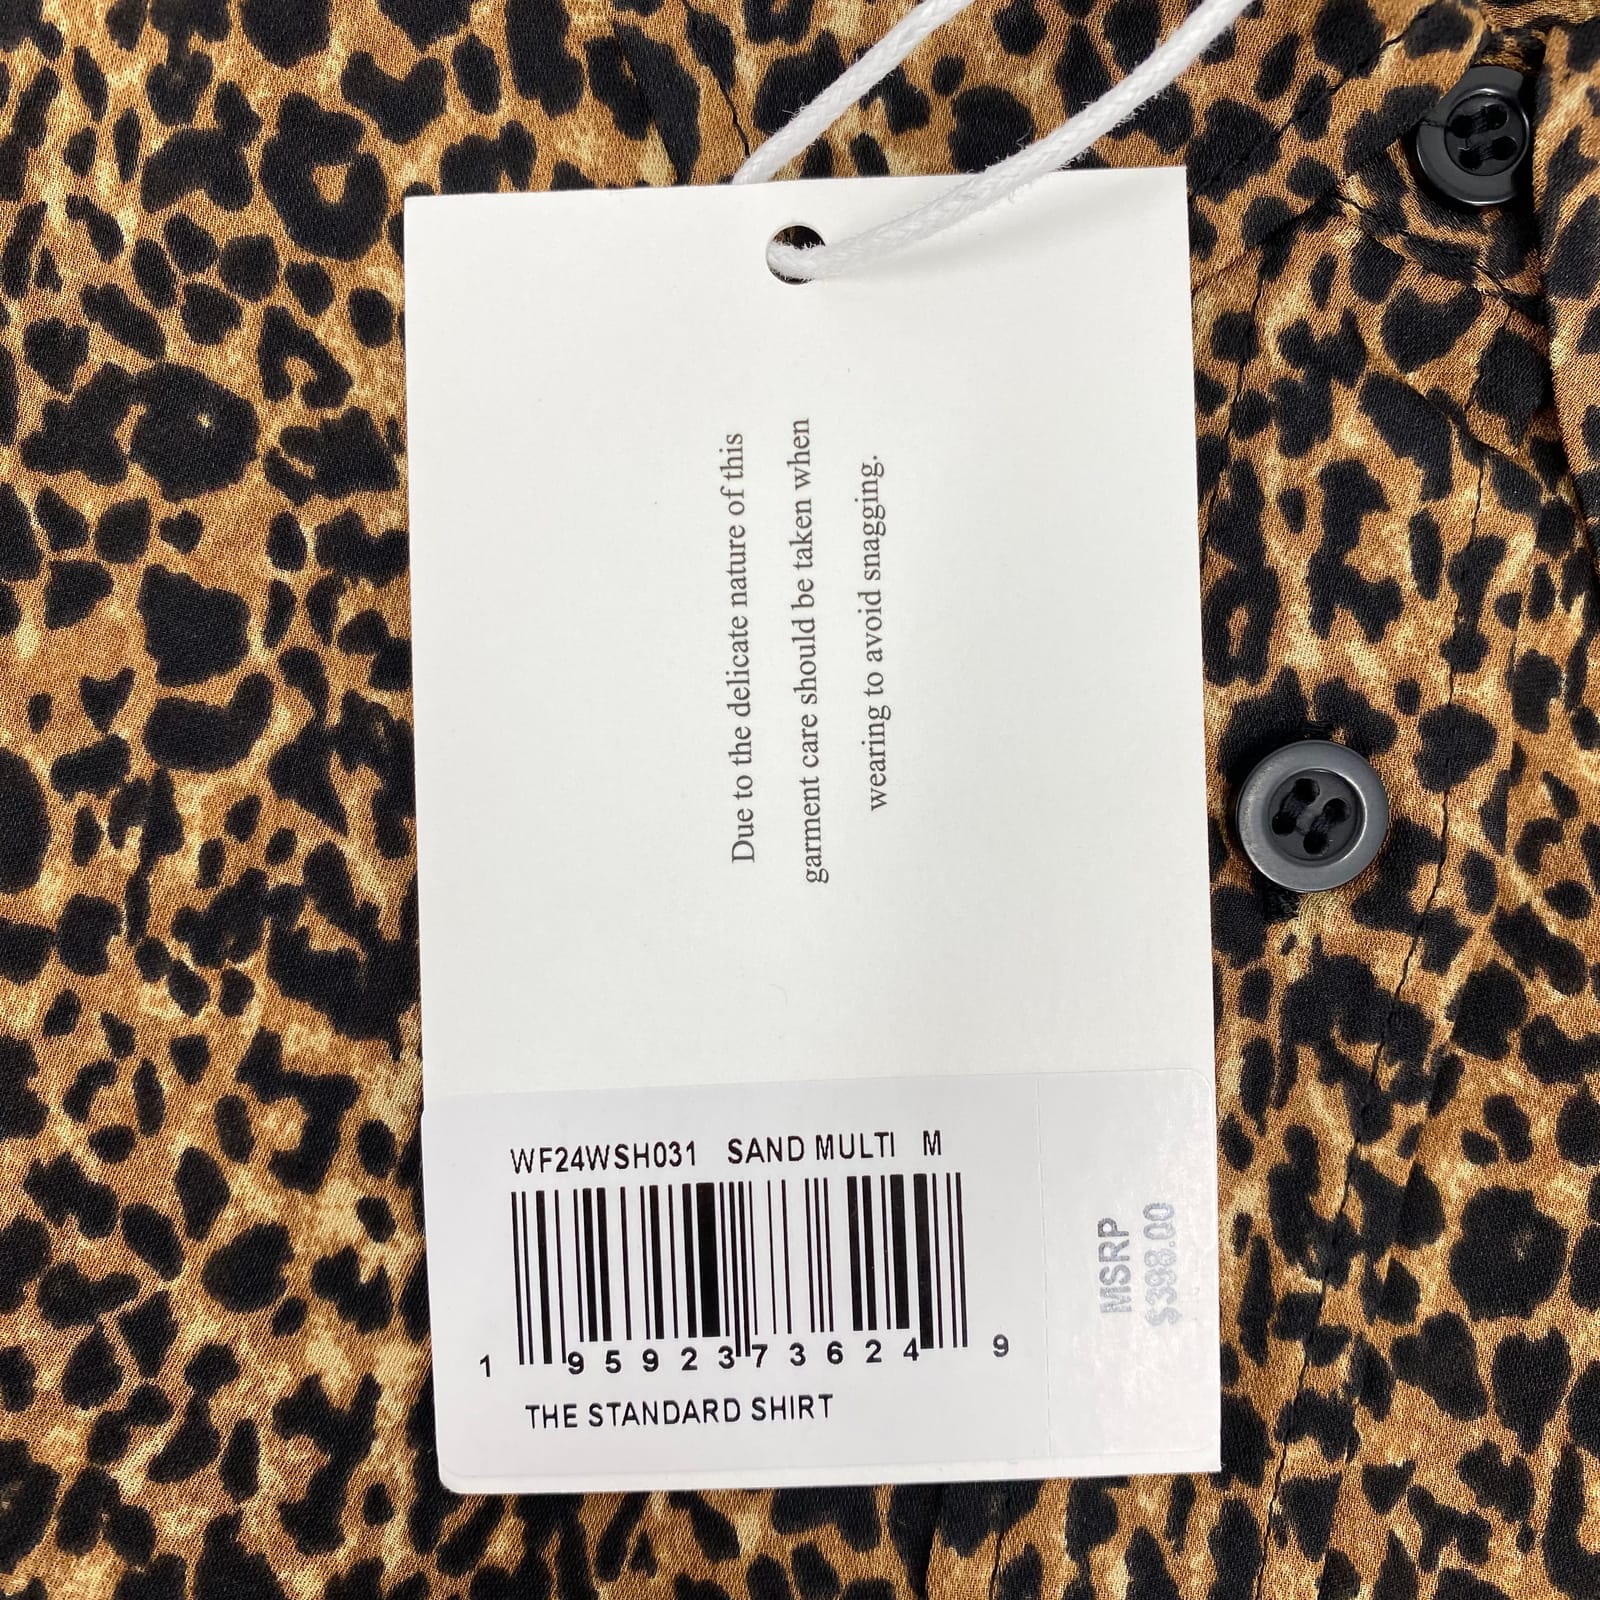 Due to the delicate nature of this
garment care should be taken when
wearing to avoid snagging.
WF24WSH031 SAND MULTI M
1 95923 73624 9
THE STANDARD SHIRT
MSRP
$398.00